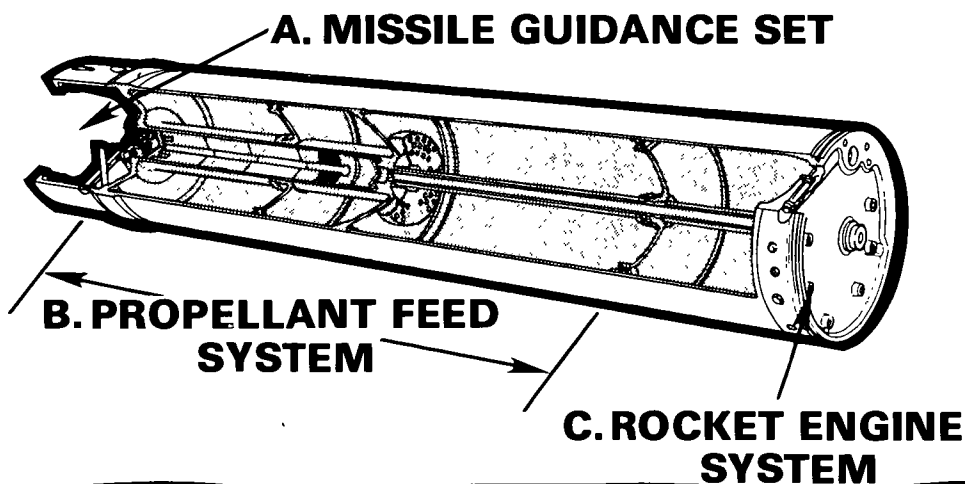 A. MISSILE GUIDANCE SET
B. PROPELLANT FEED
SYSTEM
C. ROCKET ENGINE
SYSTEM